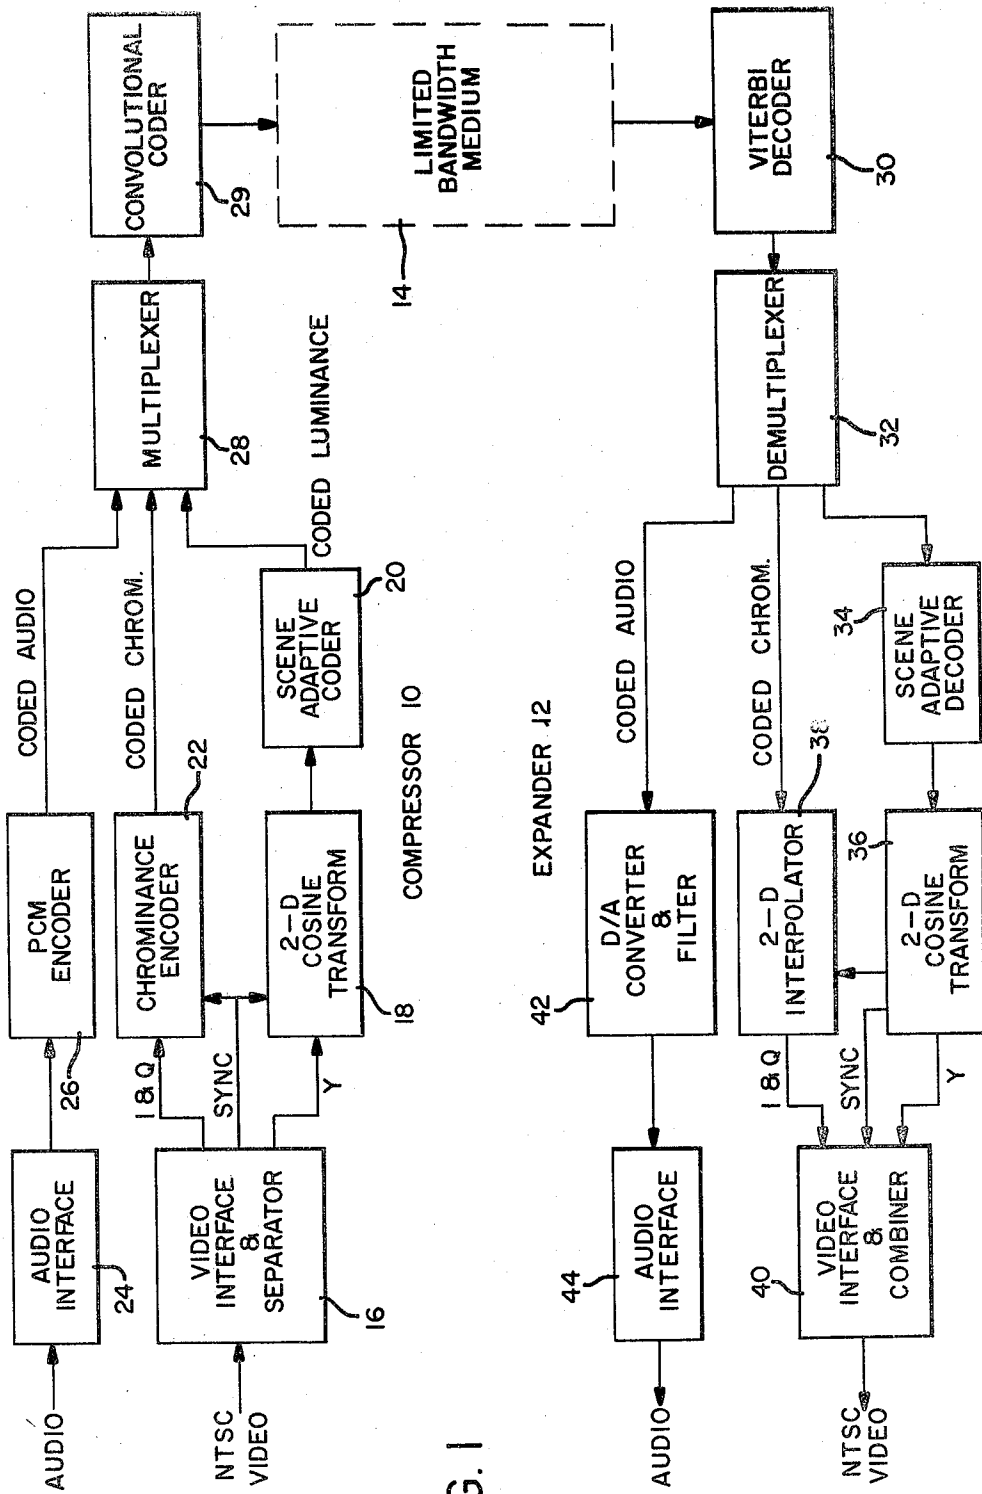 AUDIO
AUDIO
INTERFACE
24
26
PCM
ENCODER
CODED AUDIO
NTSC
VIDEO
VIDEO
INTERFACE
&
SEPARATOR
16
I & Q
SYNC
Y
CHROMINANCE
ENCODER
22
CODED CHROM.
2-D
COSINE
TRANSFORM
18
SCENE
ADAPTIVE
CODER
20
CODED LUMINANCE
MULTIPLEXER
28
CONVOLUTIONAL
CODER
29
COMPRESSOR 10
LIMITED
BANDWIDTH
MEDIUM
14
G. 1
EXPANDER 12
AUDIO
44
AUDIO
INTERFACE
42
D/A
CONVERTER
&
FILTER
CODED AUDIO
NTSC
VIDEO
40
VIDEO
INTERFACE
&
COMBINER
I & Q
SYNC
Y
2-D
INTERPOLATOR
38
CODED CHROM.
36
2-D
COSINE
TRANSFORM
34
SCENE
ADAPTIVE
DECODER
DEMULTIPLEXER
32
VITERBI
DECODER
30